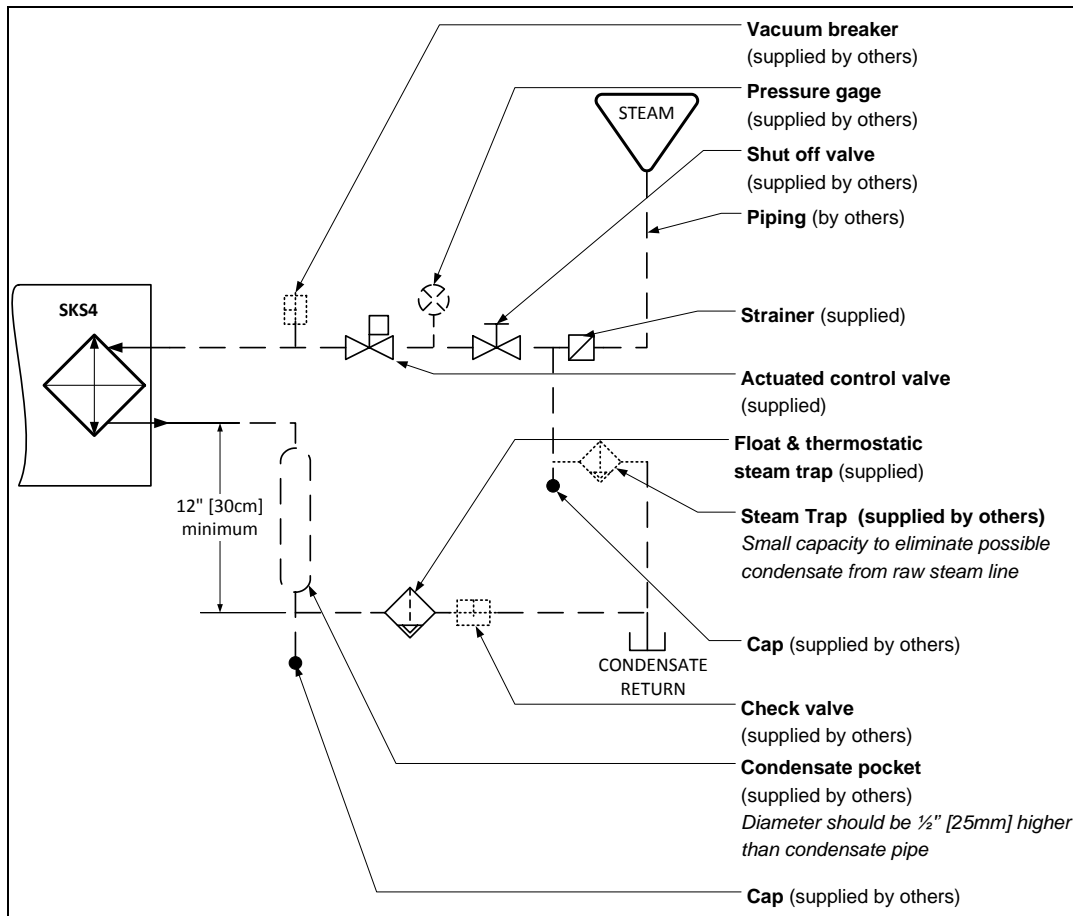 Vacuum breaker
(supplied by others)
Pressure gage
(supplied by others)
STEAM
Shut off valve
(supplied by others)
Piping (by others)
SKS4
Strainer (supplied)
Actuated control valve
(supplied)
Float & thermostatic
steam trap (supplied)
12" [30cm]
minimum
Steam Trap (supplied by others)
Small capacity to eliminate possible
condensate from raw steam line
Cap (supplied by others)
CONDENSATE
RETURN
Check valve
(supplied by others)
Condensate pocket
(supplied by others)
Diameter should be ½" [25mm] higher
than condensate pipe
Cap (supplied by others)